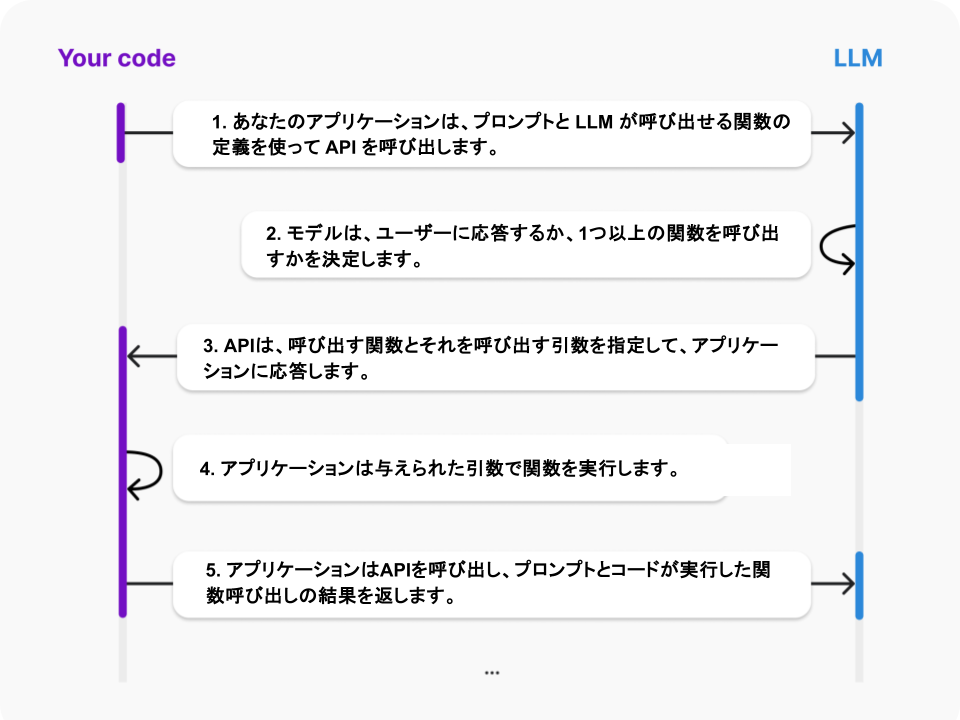 Your code
LLM
1. あなたのアプリケーションは、プロンプトと LLM が呼び出せる関数の
定義を使って API を呼び出します。
2. モデルは、ユーザーに応答するか、1つ以上の関数を呼び出
すかを決定します。
3. APIは、呼び出す関数とそれを呼び出す引数を指定して、アプリケー
ションに応答します。
4. アプリケーションは与えられた引数で関数を実行します。
5. アプリケーションはAPIを呼び出し、プロンプトとコードが実行した関
数呼び出しの結果を返します。
...